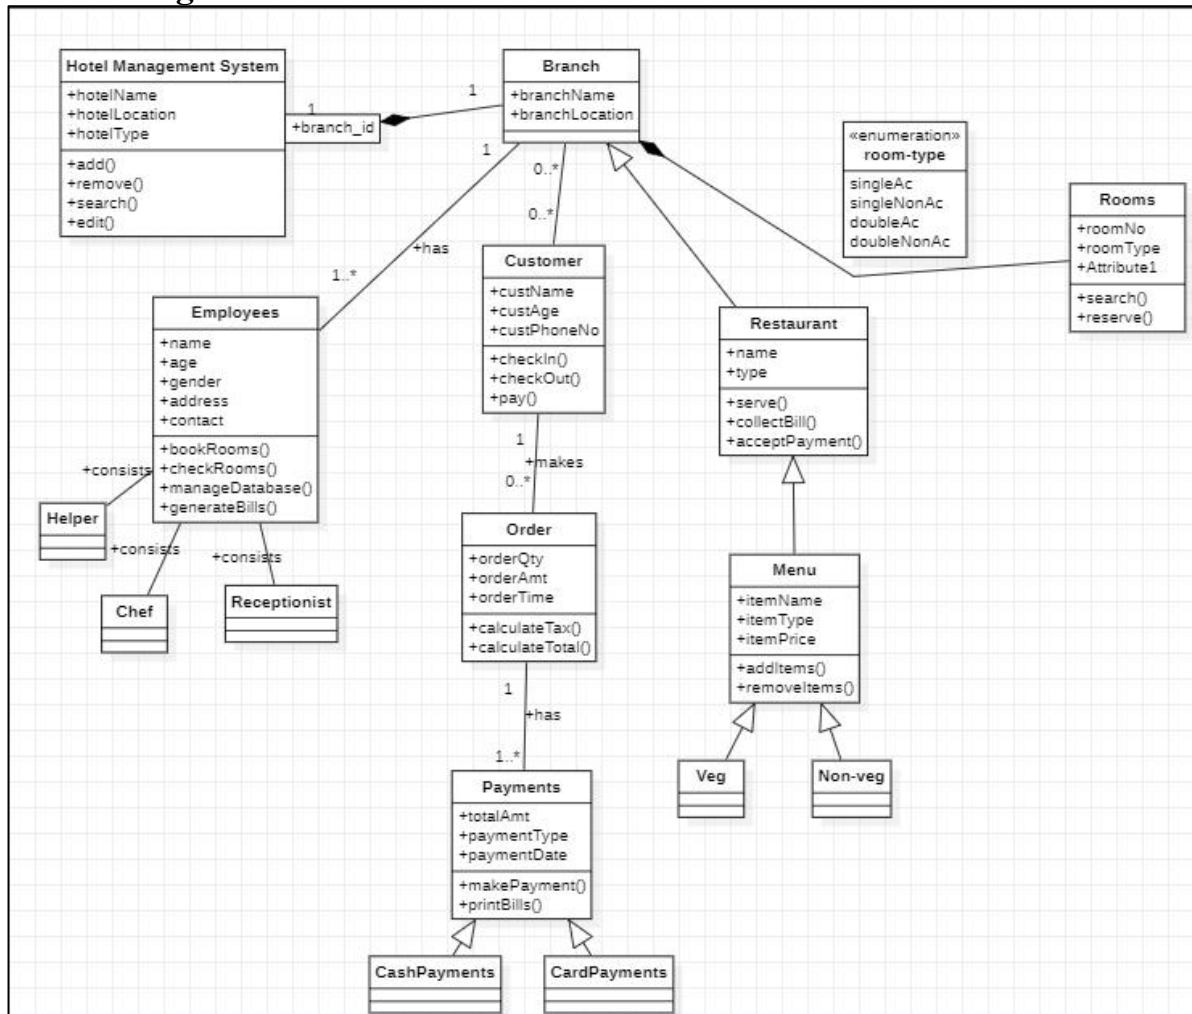 Hotel Management System
+hotelName
+hotelLocation
+hotelType
+add()
+remove()
+search()
+edit()
1
+branch_id
1
Branch
+branchName
+branchLocation
1
0..*
0..*
+has
1..*
«enumeration»
room-type
singleAc
singleNonAc
doubleAc
doubleNonAc
Rooms
+roomNo
+roomType
+Attribute1
+search()
+reserve()
Customer
+custName
+custAge
+custPhoneNo
+checkIn()
+checkOut()
+pay()
Employees
+name
+age
+gender
+address
+contact
+bookRooms()
+checkRooms()
+manageDatabase()
+generateBills()
Restaurant
+name
+type
+serve()
+collectBill()
+acceptPayment()
1
+makes
0..*
+consists
Helper
+consists
+consists
Chef
Receptionist
Order
+orderQty
+orderAmt
+orderTime
+calculateTax()
+calculateTotal()
Menu
+itemName
+itemType
+itemPrice
+addItems()
+removeItems()
1
+has
1..*
Veg
Non-veg
Payments
+totalAmt
+paymentType
+paymentDate
+makePayment()
+printBills()
CashPayments
CardPayments